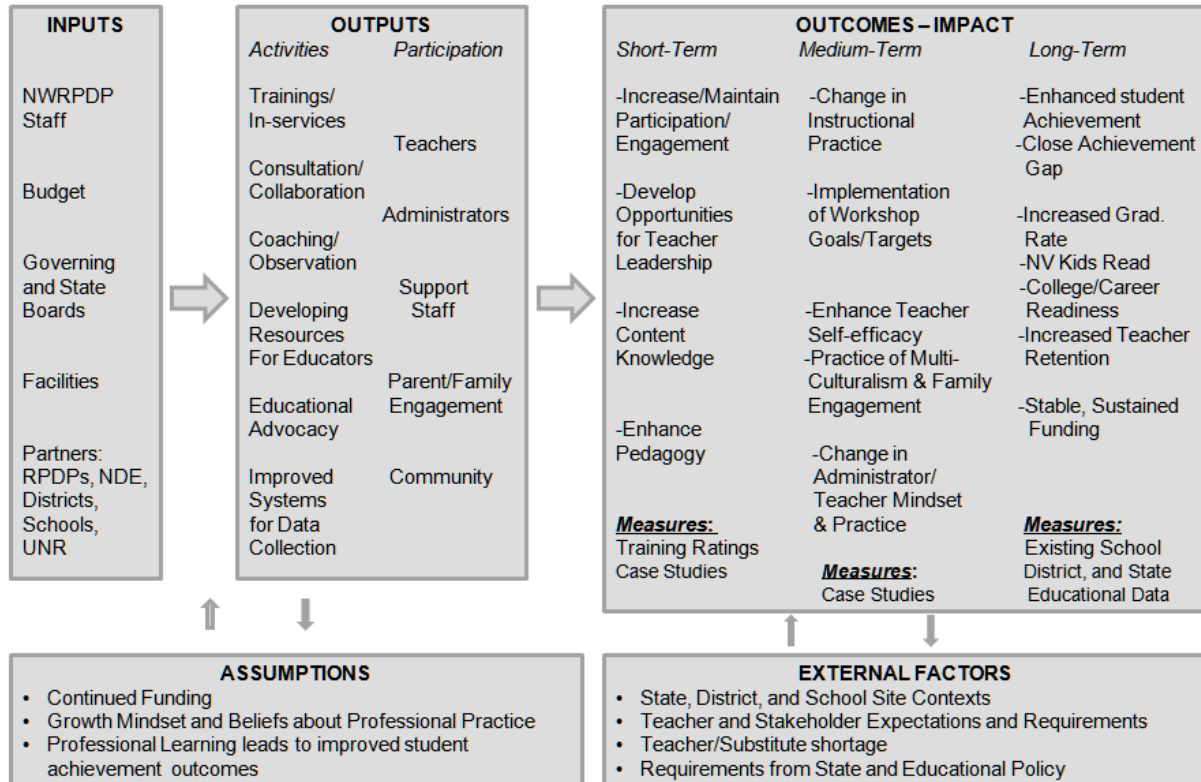 INPUTS
NWRPDP
Staff
Budget
Governing
and State
Boards
Facilities
Partners:
RPDPs, NDE,
Districts,
Schools,
UNR
OUTPUTS
Activities
Trainings/
In-services
Consultation/
Collaboration
Coaching/
Observation
Developing
Resources
For Educators
Educational
Advocacy
Improved
Systems
for Data
Collection
Participation
Teachers
Administrators
Support
Staff
Parent/Family
Engagement
Community
OUTCOMES – IMPACT
Short-Term
-Increase/Maintain
Participation/
Engagement
-Develop
Opportunities
for Teacher
Leadership
-Increase
Content
Knowledge
-Enhance
Pedagogy
Measures:
Training Ratings
Case Studies
Medium-Term
-Change in
Instructional
Practice
-Implementation
of Workshop
Goals/Targets
-Enhance Teacher
Self-efficacy
-Practice of Multi-
Culturalism & Family
Engagement
-Change in
Administrator/
Teacher Mindset
& Practice
Measures:
Case Studies
Long-Term
-Enhanced student
Achievement
-Close Achievement
Gap
-Increased Grad.
Rate
-NV Kids Read
-College/Career
Readiness
-Increased Teacher
Retention
-Stable, Sustained
Funding
Measures:
Existing School
District, and State
Educational Data
ASSUMPTIONS
• Continued Funding
• Growth Mindset and Beliefs about Professional Practice
• Professional Learning leads to improved student
achievement outcomes
EXTERNAL FACTORS
• State, District, and School Site Contexts
• Teacher and Stakeholder Expectations and Requirements
• Teacher/Substitute shortage
• Requirements from State and Educational Policy